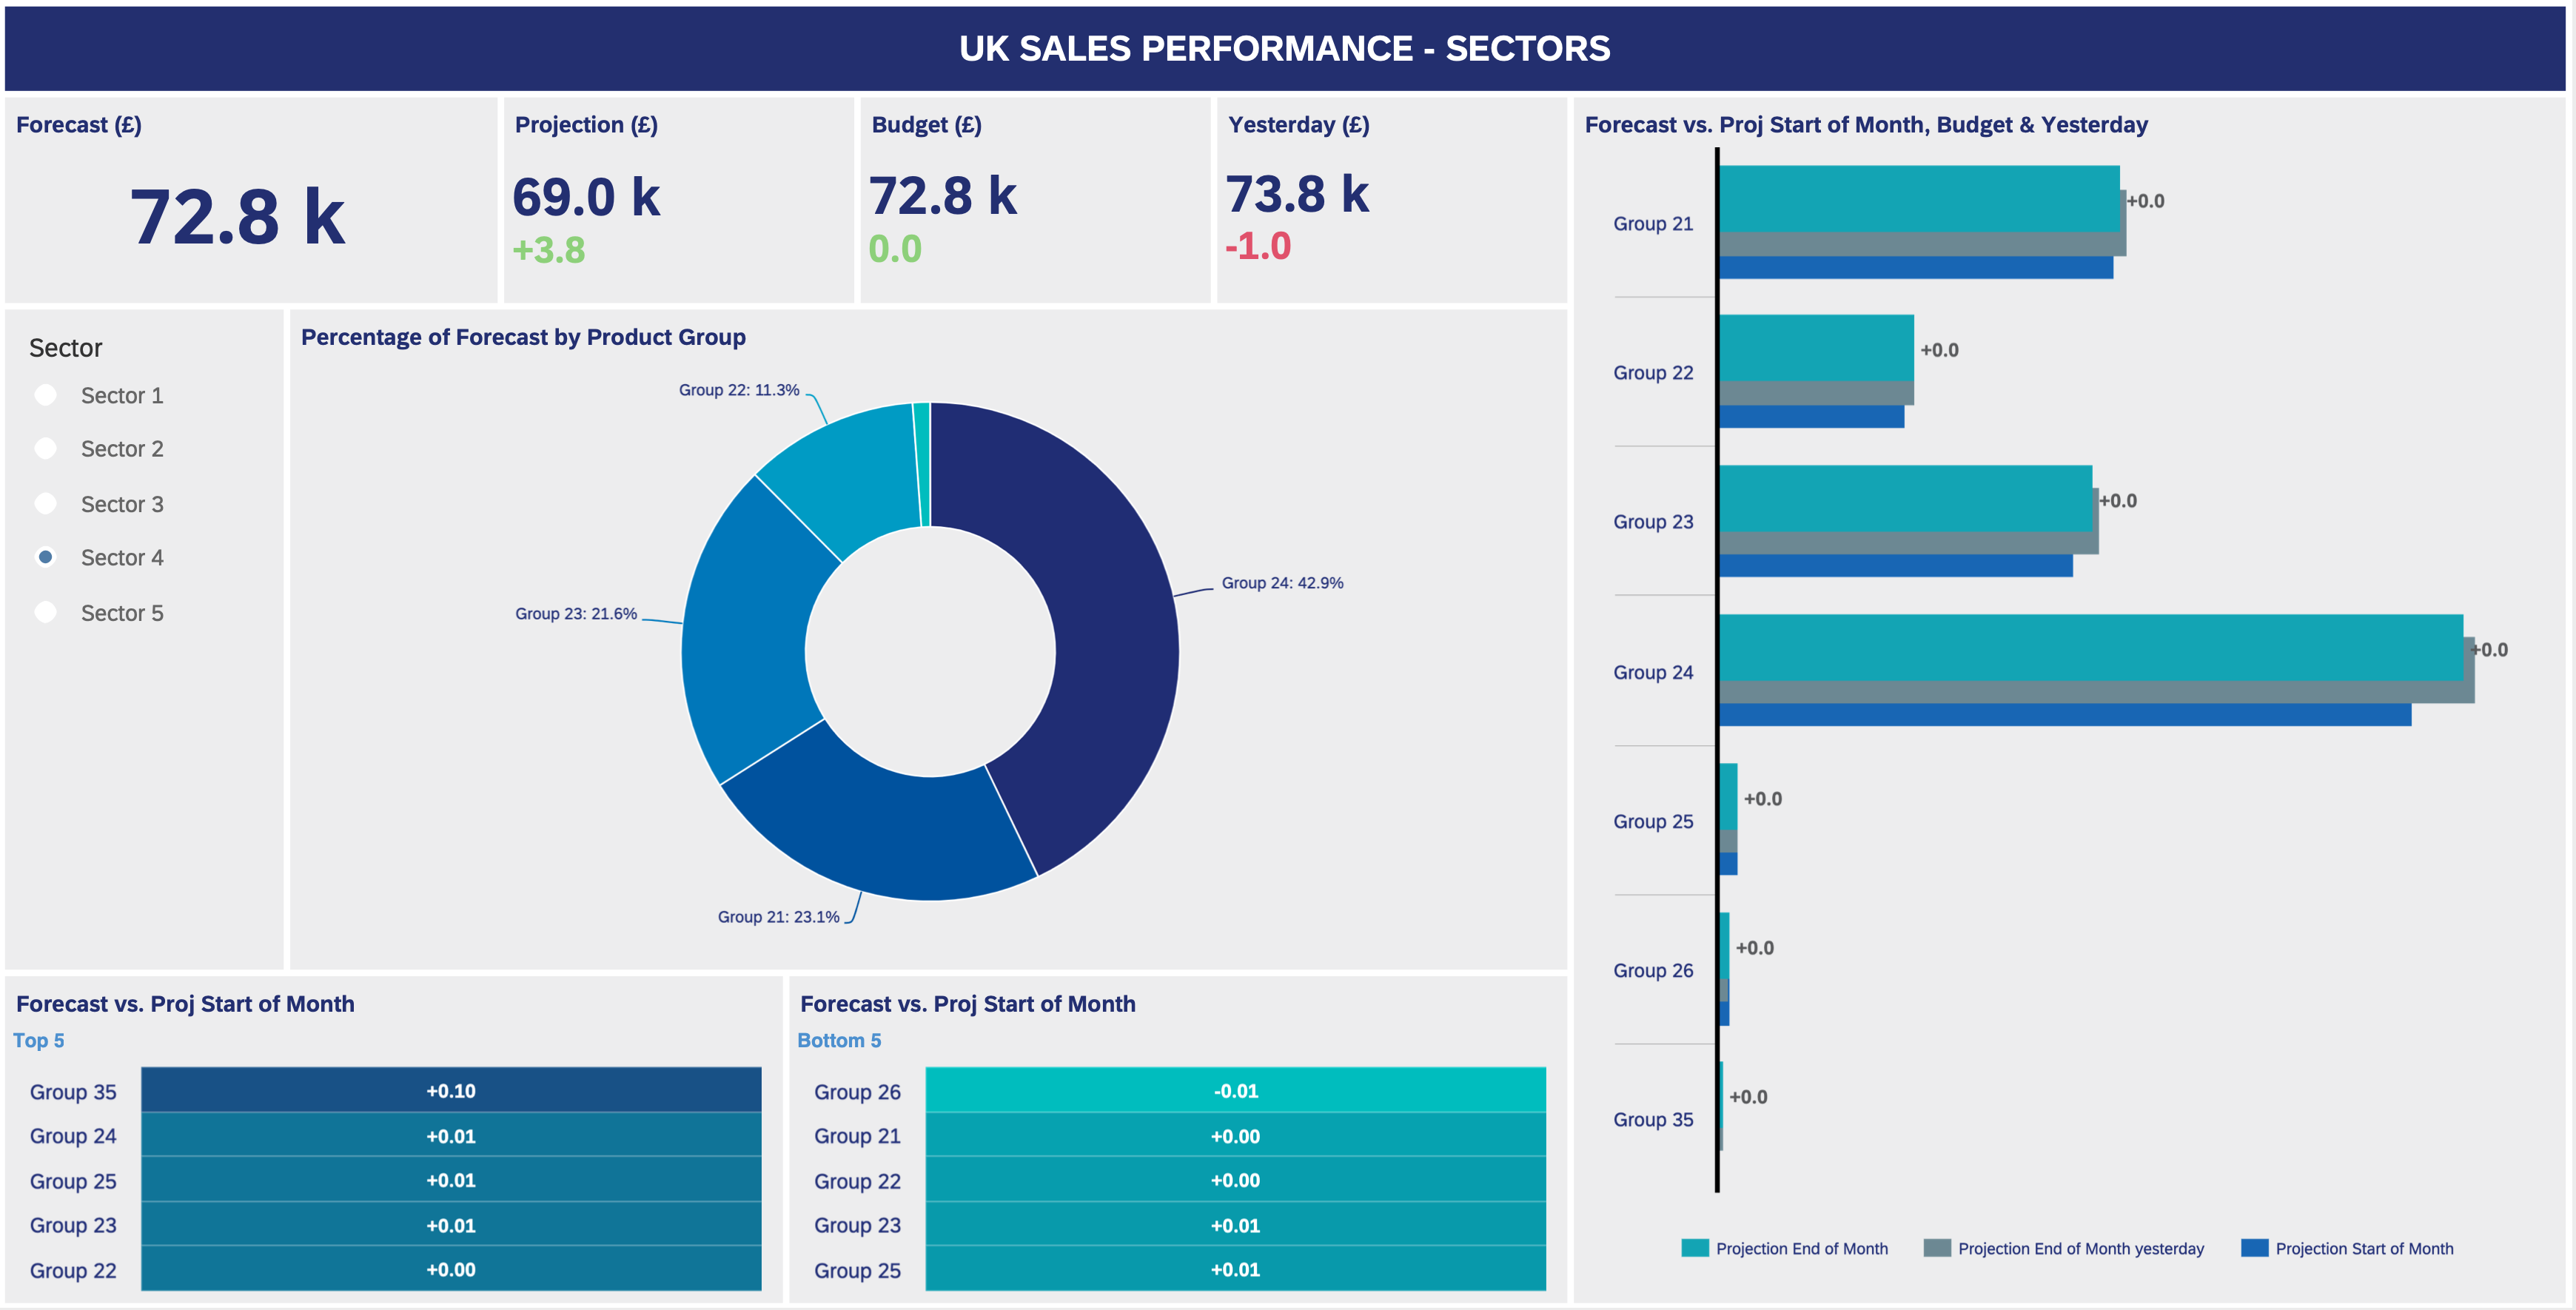 UK SALES PERFORMANCE - SECTORS
Forecast (£)
72.8 k
Projection (£)
69.0 k
+3.8
Budget (£)
72.8 k
0.0
Yesterday (£)
73.8 k
-1.0
Sector
Sector 1
Sector 2
Sector 3
Sector 4
Sector 5
Percentage of Forecast by Product Group
Group 22: 11.3%
Group 24: 42.9%
Group 23: 21.6%
Group 21: 23.1%
Forecast vs. Proj Start of Month
Top 5
Group 35 +0.10
Group 24 +0.01
Group 25 +0.01
Group 23 +0.01
Group 22 +0.00
Forecast vs. Proj Start of Month
Bottom 5
Group 26 -0.01
Group 21 +0.00
Group 22 +0.00
Group 23 +0.01
Group 25 +0.01
Forecast vs. Proj Start of Month, Budget & Yesterday
Group 21 +0.0
Group 22 +0.0
Group 23 +0.0
Group 24 +0.0
Group 25 +0.0
Group 26 +0.0
Group 35 +0.0
Projection End of Month Projection End of Month yesterday Projection Start of Month